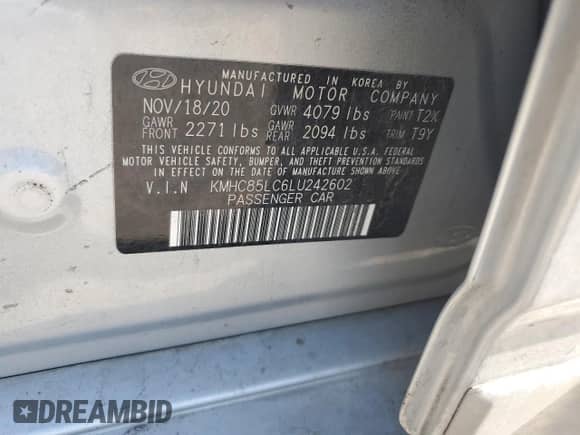 MANUFACTURED IN KOREA BY
HYUNDAI MOTOR COMPANY
NOV/18/20 GVWR 4079 lbs PAINT T2X
GAWR FRONT 2271 lbs GAWR REAR 2094 lbs TRIM T9Y
THIS VEHICLE CONFORMS TO ALL APPLICABLE U.S.A. FEDERAL
MOTOR VEHICLE SAFETY, BUMPER, AND THEFT PREVENTION STANDARDS
IN EFFECT ON THE DATE OF MANUFACTURE SHOWN ABOVE.
V.I.N KMHC85LC6LU242602
PASSENGER CAR
DREAMBID